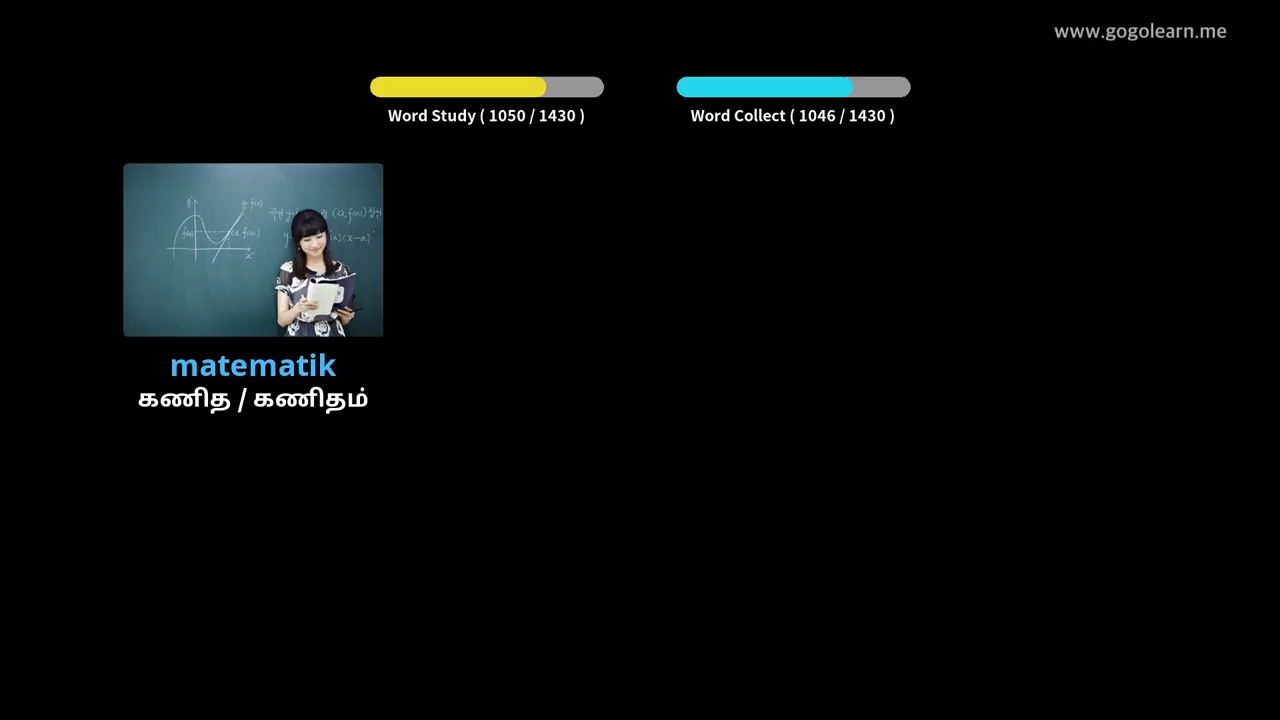 www.gogolearn.me
Word Study ( 1050 / 1430 )
Word Collect ( 1046 / 1430 )
matematik
கணித / கணிதம்